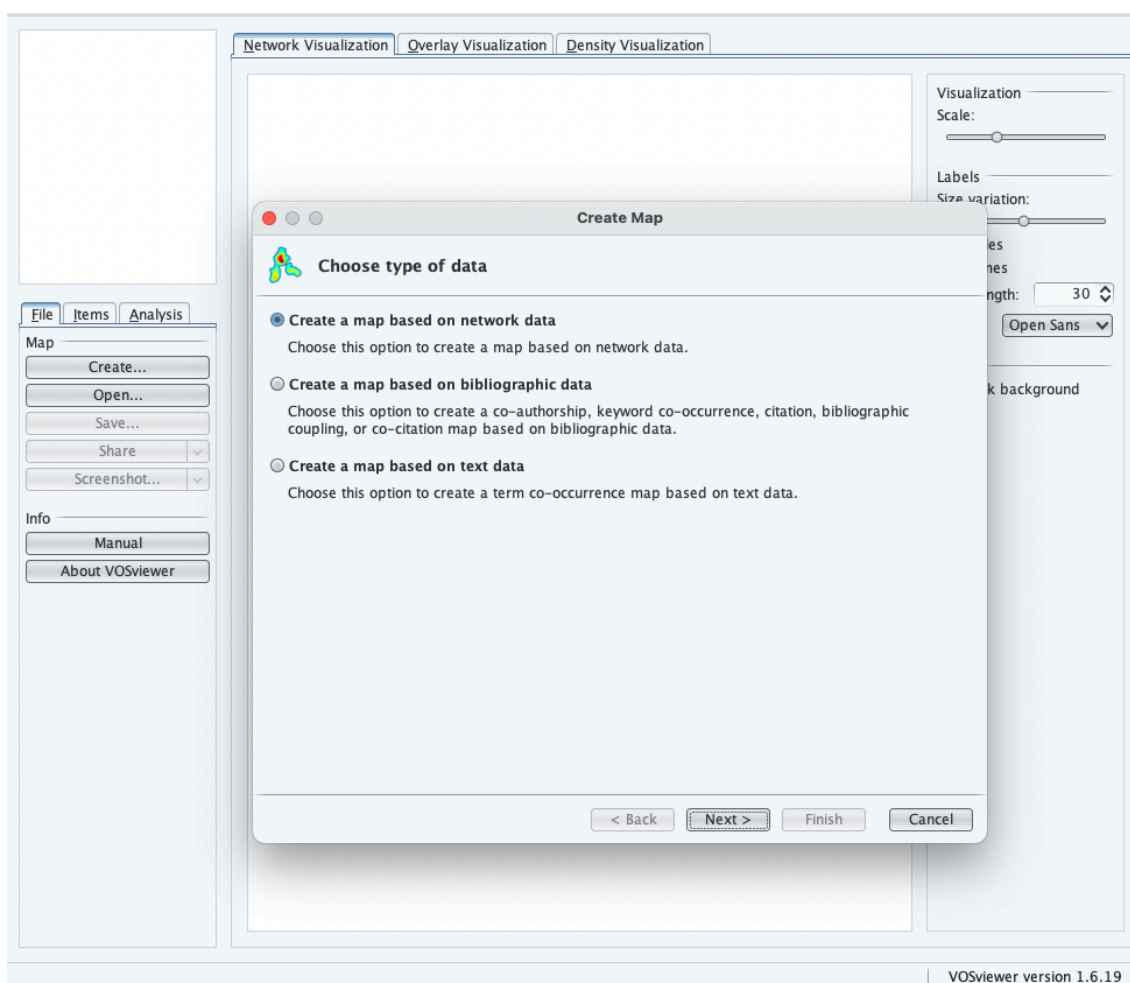 Network Visualization Overlay Visualization Density Visualization
Visualization
Scale:
Labels
Size variation:
Create Map
Choose type of data
Create a map based on network data
Choose this option to create a map based on network data.
Create a map based on bibliographic data
Choose this option to create a co-authorship, keyword co-occurrence, citation, bibliographic
coupling, or co-citation map based on bibliographic data.
Create a map based on text data
Choose this option to create a term co-occurrence map based on text data.
< Back Next > Finish Cancel
30
Open Sans
background
File Items Analysis
Map
Create...
Open...
Save...
Share
Screenshot...
Info
Manual
About VOSviewer
VOSviewer version 1.6.19